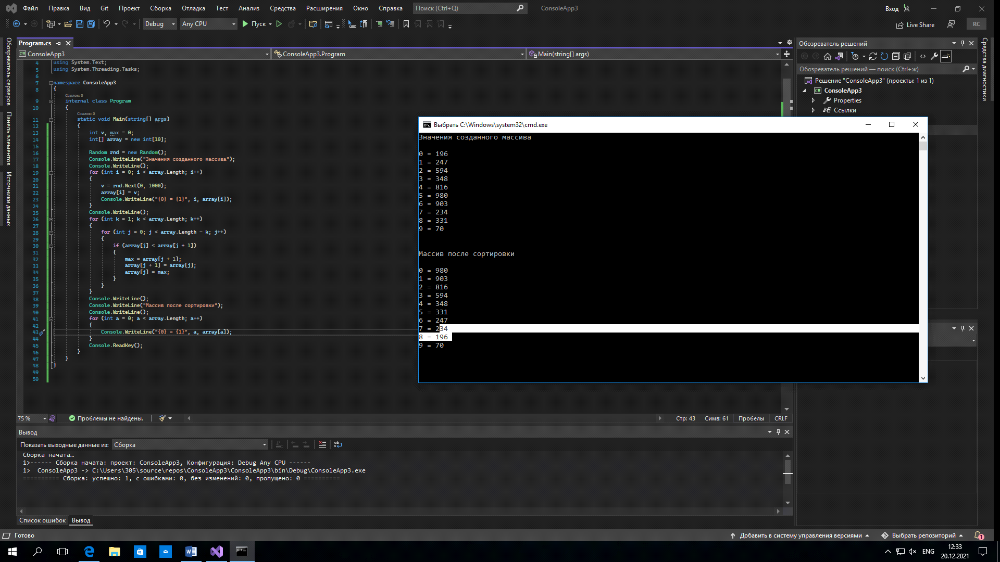 Файл Правка Вид Git Проект Сборка Отладка Тест Анализ Средства Расширения Окно Справка Поиск (Ctrl+Q) ConsoleApp3 Вход
Debug Any CPU Пуск Live Share RC
Обозреватель серверов
Панель элементов
Источники данных
Program.cs
ConsoleApp3 ConsoleApp3.Program Main(string[] args)
4 using System.Text;
5 using System.Threading.Tasks;
6
7 namespace ConsoleApp3
8 {
Ссылок: 0
9 internal class Program
10 {
Ссылок: 0
11 static void Main(string[] args)
12 {
13 int v, max = 0;
14 int[] array = new int[10];
15
16 Random rnd = new Random();
17 Console.WriteLine("Значения созданного массива");
18 Console.WriteLine();
19 for (int i = 0; i < array.Length; i++)
20 {
21 v = rnd.Next(0, 1000);
22 array[i] = v;
23 Console.WriteLine("{0} = {1}", i, array[i]);
24 }
25 Console.WriteLine();
26 for (int k = 1; k < array.Length; k++)
27 {
28 for (int j = 0; j < array.Length - k; j++)
29 {
30 if (array[j] < array[j + 1])
31 {
32 max = array[j + 1];
33 array[j + 1] = array[j];
34 array[j] = max;
35 }
36 }
37 }
38 Console.WriteLine();
39 Console.WriteLine("Массив после сортировки");
40 Console.WriteLine();
41 for (int a = 0; a < array.Length; a++)
42 {
43 Console.WriteLine("{0} = {1}", a, array[a]);
44 }
45 Console.ReadKey();
46 }
47 }
48 }
49
50
Выбрать C:\Windows\system32\cmd.exe
Значения созданного массива
0 = 196
1 = 247
2 = 594
3 = 348
4 = 816
5 = 980
6 = 903
7 = 234
8 = 331
9 = 70
Массив после сортировки
0 = 980
1 = 903
2 = 816
3 = 594
4 = 348
5 = 331
6 = 247
7 = 234
8 = 196
9 = 70
Обозреватель решений
Обозреватель решений — поиск (Ctrl+ж)
Решение "ConsoleApp3" (проекты: 1 из 1)
ConsoleApp3
Properties
Ссылки
Средства диагностики
75 % Проблемы не найдены. Стр: 43 Симв: 61 Пробелы CRLF
Вывод
Показать выходные данные из: Сборка
Сборка начата…
1>------ Сборка начата: проект: ConsoleApp3, Конфигурация: Debug Any CPU ------
1> ConsoleApp3 -> C:\Users\305\source\repos\ConsoleApp3\ConsoleApp3\bin\Debug\ConsoleApp3.exe
========== Сборка: успешно: 1, с ошибками: 0, без изменений: 0, пропущено: 0 ==========
Список ошибок Вывод
Готово Добавить в систему управления версиями Выбрать репозиторий 1
ENG 12:33
20.12.2021